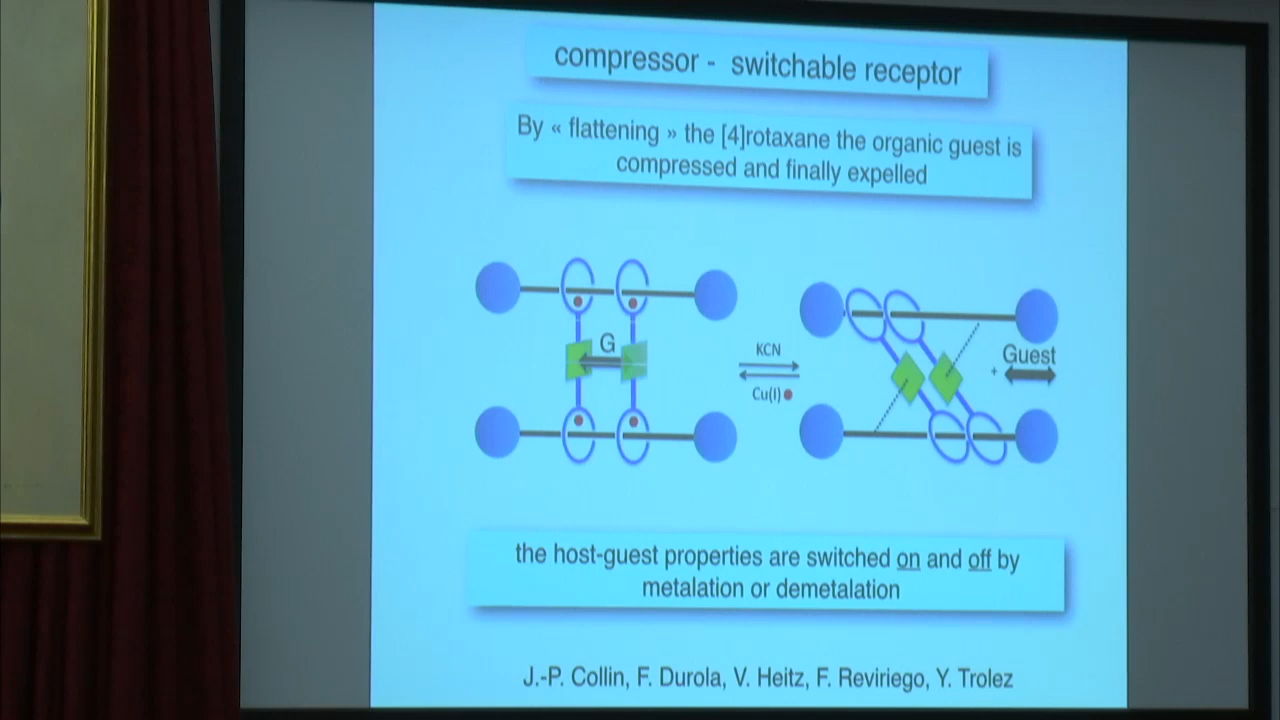 compressor - switchable receptor
By « flattening » the [4]rotaxane the organic guest is
compressed and finally expelled
G
KCN
Cu(I)
Guest
+
the host-guest properties are switched on and off by
metalation or demetalation
J.-P. Collin, F. Durola, V. Heitz, F. Reviriego, Y. Trolez